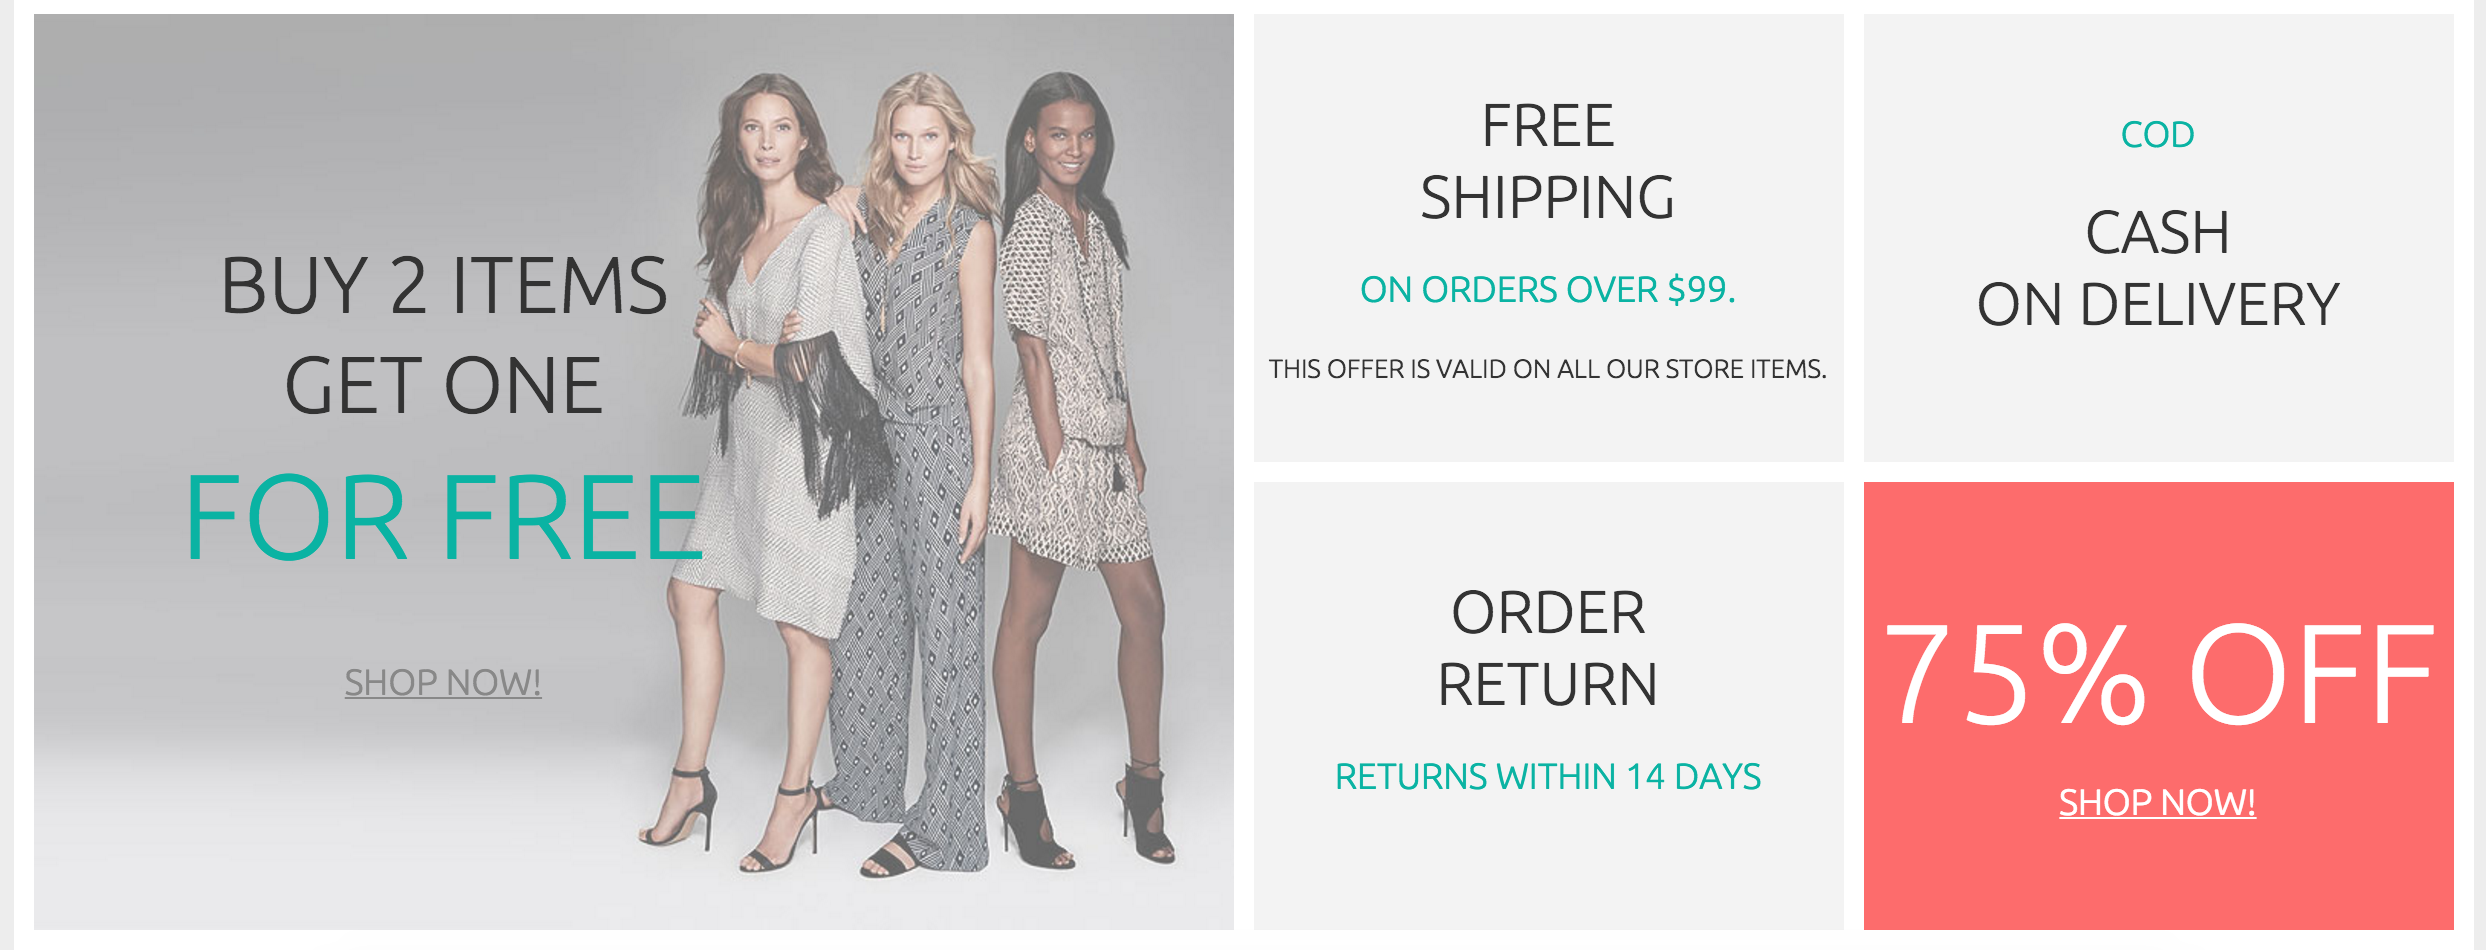 BUY 2 ITEMS
GET ONE
FOR FREE
SHOP NOW!
FREE
SHIPPING
ON ORDERS OVER $99.
THIS OFFER IS VALID ON ALL OUR STORE ITEMS.
COD
CASH
ON DELIVERY
ORDER
RETURN
RETURNS WITHIN 14 DAYS
75% OFF
SHOP NOW!